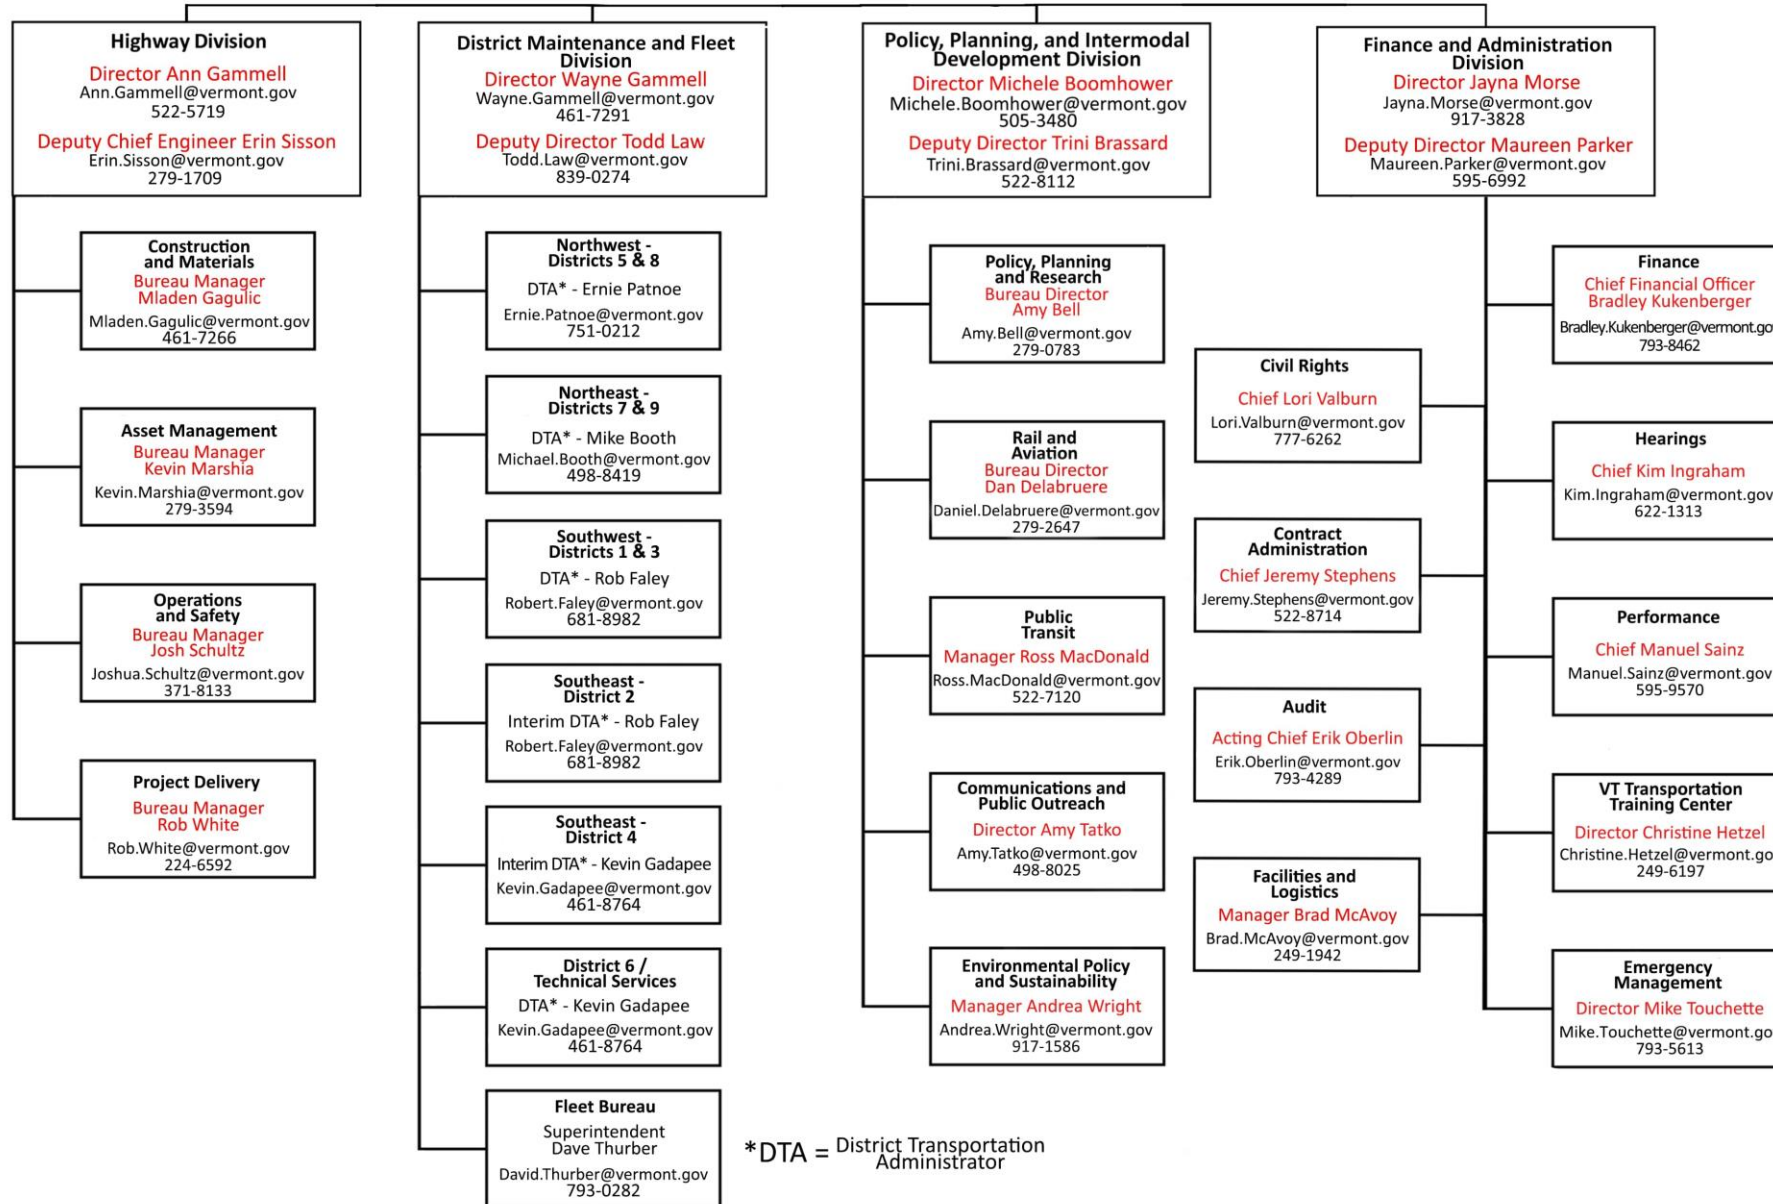 Highway Division
Director Ann Gammell
Ann.Gammell@vermont.gov
522-5719
Deputy Chief Engineer Erin Sisson
Erin.Sisson@vermont.gov
279-1709
Construction
and Materials
Bureau Manager
Mladen Gagulic
Mladen.Gagulic@vermont.gov
461-7266
Asset Management
Bureau Manager
Kevin Marshia
Kevin.Marshia@vermont.gov
279-3594
Operations
and Safety
Bureau Manager
Josh Schultz
Joshua.Schultz@vermont.gov
371-8133
Project Delivery
Bureau Manager
Rob White
Rob.White@vermont.gov
224-6592
District Maintenance and Fleet
Division
Director Wayne Gammell
Wayne.Gammell@vermont.gov
461-7291
Deputy Director Todd Law
Todd.Law@vermont.gov
839-0274
Northwest -
Districts 5 & 8
DTA* - Ernie Patnoe
Ernie.Patnoe@vermont.gov
751-0212
Northeast -
Districts 7 & 9
DTA* - Mike Booth
Michael.Booth@vermont.gov
498-8419
Southwest -
Districts 1 & 3
DTA* - Rob Faley
Robert.Faley@vermont.gov
681-8982
Southeast -
District 2
Interim DTA* - Rob Faley
Robert.Faley@vermont.gov
681-8982
Southeast -
District 4
Interim DTA* - Kevin Gadapee
Kevin.Gadapee@vermont.gov
461-8764
District 6 /
Technical Services
DTA* - Kevin Gadapee
Kevin.Gadapee@vermont.gov
461-8764
Fleet Bureau
Superintendent
Dave Thurber
David.Thurber@vermont.gov
793-0282
*DTA = District Transportation
Administrator
Policy, Planning, and Intermodal
Development Division
Director Michele Boomhower
Michele.Boomhower@vermont.gov
505-3480
Deputy Director Trini Brassard
Trini.Brassard@vermont.gov
522-8112
Policy, Planning
and Research
Bureau Director
Amy Bell
Amy.Bell@vermont.gov
279-0783
Rail and
Aviation
Bureau Director
Dan Delabruere
Daniel.Delabruere@vermont.gov
279-2647
Public
Transit
Manager Ross MacDonald
Ross.MacDonald@vermont.gov
522-7120
Communications and
Public Outreach
Director Amy Tatko
Amy.Tatko@vermont.gov
498-8025
Environmental Policy
and Sustainability
Manager Andrea Wright
Andrea.Wright@vermont.gov
917-1586
Finance and Administration
Division
Director Jayna Morse
Jayna.Morse@vermont.gov
917-3828
Deputy Director Maureen Parker
Maureen.Parker@vermont.gov
595-6992
Civil Rights
Chief Lori Valburn
Lori.Valburn@vermont.gov
777-6262
Contract
Administration
Chief Jeremy Stephens
Jeremy.Stephens@vermont.gov
522-8714
Audit
Acting Chief Erik Oberlin
Erik.Oberlin@vermont.gov
793-4289
Facilities and
Logistics
Manager Brad McAvoy
Brad.McAvoy@vermont.gov
249-1942
Finance
Chief Financial Officer
Bradley Kukenberger
Bradley.Kukenberger@vermont.gov
793-8462
Hearings
Chief Kim Ingraham
Kim.Ingraham@vermont.gov
622-1313
Performance
Chief Manuel Sainz
Manuel.Sainz@vermont.gov
595-9570
VT Transportation
Training Center
Director Christine Hetzel
Christine.Hetzel@vermont.go
249-6197
Emergency
Management
Director Mike Touchette
Mike.Touchette@vermont.go
793-5613